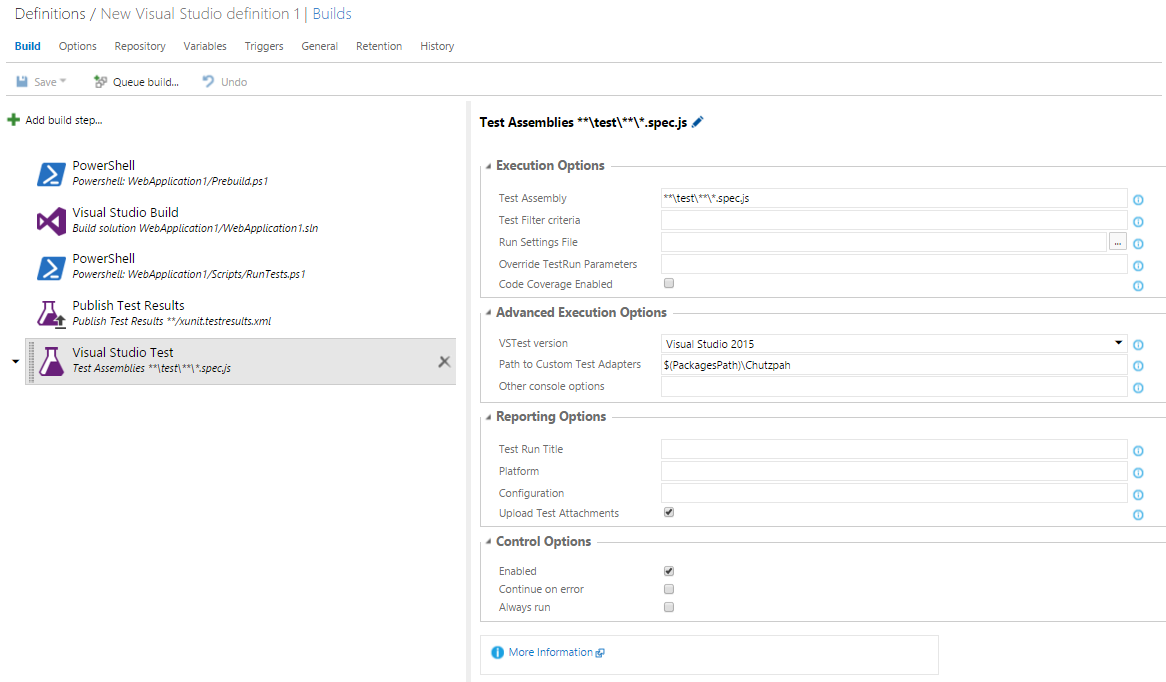 Definitions / New Visual Studio definition 1 | Builds
Build Options Repository Variables Triggers General Retention History
Save Queue build... Undo
Add build step...
PowerShell
Powershell: WebApplication1/Prebuild.ps1
Visual Studio Build
Build solution WebApplication1/WebApplication1.sln
PowerShell
Powershell: WebApplication1/Scripts/RunTests.ps1
Publish Test Results
Publish Test Results **/xunit.testresults.xml
Visual Studio Test
Test Assemblies **\test\**\*.spec.js
Test Assemblies **\test\**\*.spec.js
Execution Options
Test Assembly **\test\**\*.spec.js
Test Filter criteria
Run Settings File ...
Override TestRun Parameters
Code Coverage Enabled
Advanced Execution Options
VSTest version Visual Studio 2015
Path to Custom Test Adapters $(PackagesPath)\Chutzpah
Other console options
Reporting Options
Test Run Title
Platform
Configuration
Upload Test Attachments
Control Options
Enabled
Continue on error
Always run
More Information